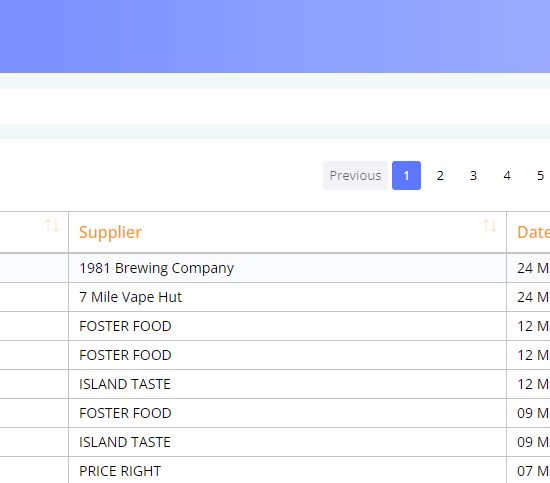 Previous 1 2 3 4 5
Supplier Date
1981 Brewing Company 24 M
7 Mile Vape Hut 24 M
FOSTER FOOD 12 M
FOSTER FOOD 12 M
ISLAND TASTE 12 M
FOSTER FOOD 09 M
ISLAND TASTE 09 M
PRICE RIGHT 07 M